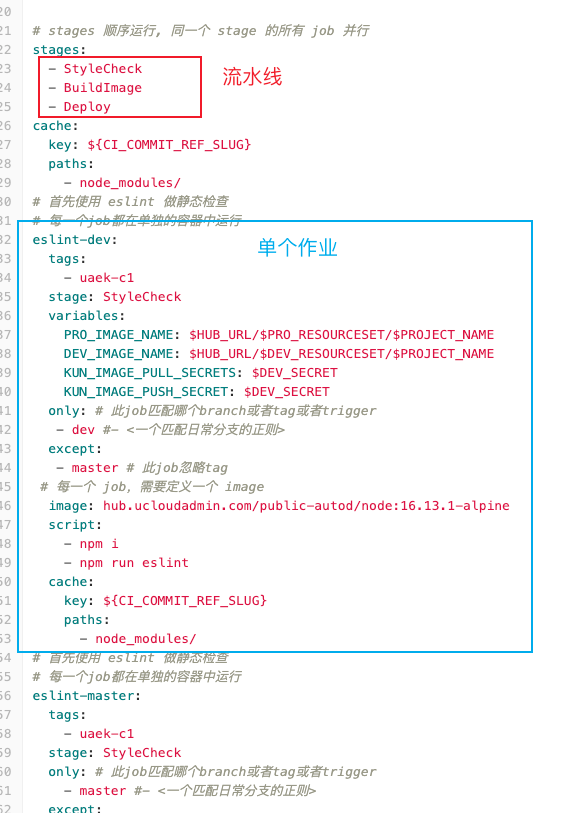 20
21 # stages 顺序运行, 同一个 stage 的所有 job 并行
22 stages:
23   - StyleCheck
24   - BuildImage
25   - Deploy
流水线
26 cache:
27   key: ${CI_COMMIT_REF_SLUG}
28   paths:
29     - node_modules/
30 # 首先使用 eslint 做静态检查
31 # 每一个job都在单独的容器中运行
32 eslint-dev:
单个作业
33   tags:
34     - uaek-c1
35   stage: StyleCheck
36   variables:
37     PRO_IMAGE_NAME: $HUB_URL/$PRO_RESOURCESET/$PROJECT_NAME
38     DEV_IMAGE_NAME: $HUB_URL/$DEV_RESOURCESET/$PROJECT_NAME
39     KUN_IMAGE_PULL_SECRETS: $DEV_SECRET
40     KUN_IMAGE_PUSH_SECRET: $DEV_SECRET
41   only: # 此job匹配哪个branch或者tag或者trigger
42    - dev #- <一个匹配日常分支的正则>
43   except:
44    - master # 此job忽略tag
45  # 每一个 job，需要定义一个 image
46   image: hub.ucloudadmin.com/public-autod/node:16.13.1-alpine
47   script:
48     - npm i
49     - npm run eslint
50   cache:
51     key: ${CI_COMMIT_REF_SLUG}
52     paths:
53       - node_modules/
54 # 首先使用 eslint 做静态检查
55 # 每一个job都在单独的容器中运行
56 eslint-master:
57   tags:
58     - uaek-c1
59   stage: StyleCheck
60   only: # 此job匹配哪个branch或者tag或者trigger
61     - master #- <一个匹配日常分支的正则>
62   except: